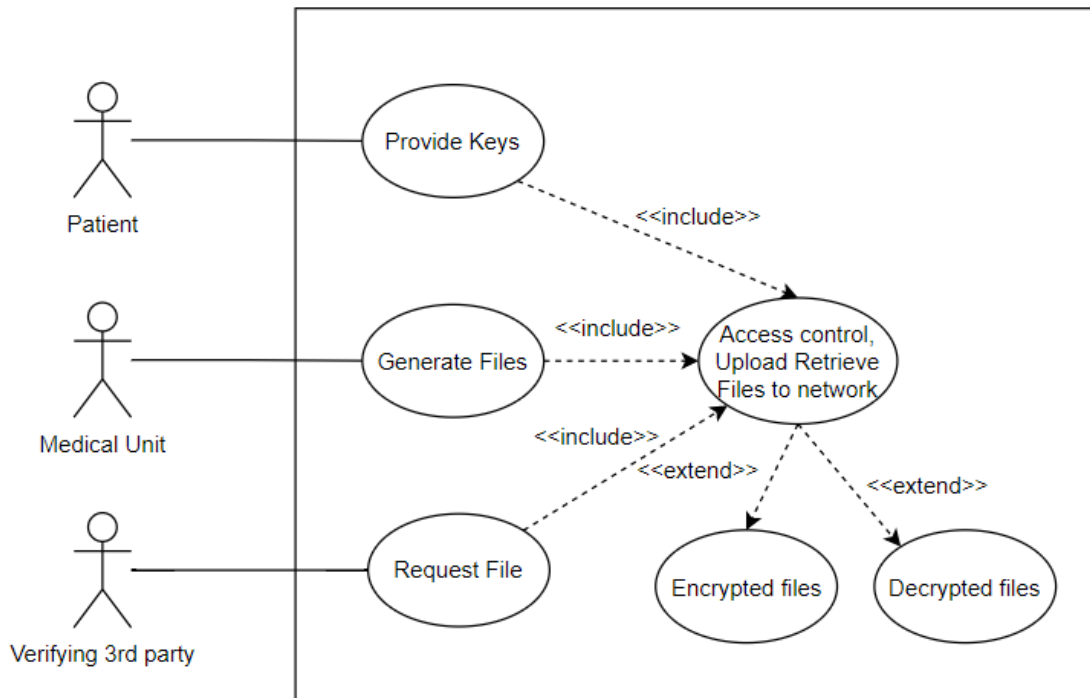 Provide Keys
Patient
<<include>>
<<include>>
Access control,
Upload Retrieve
Files to network
Generate Files
Medical Unit
<<include>>
<<extend>>
<<extend>>
Request File
Encrypted files
Decrypted files
Verifying 3rd party